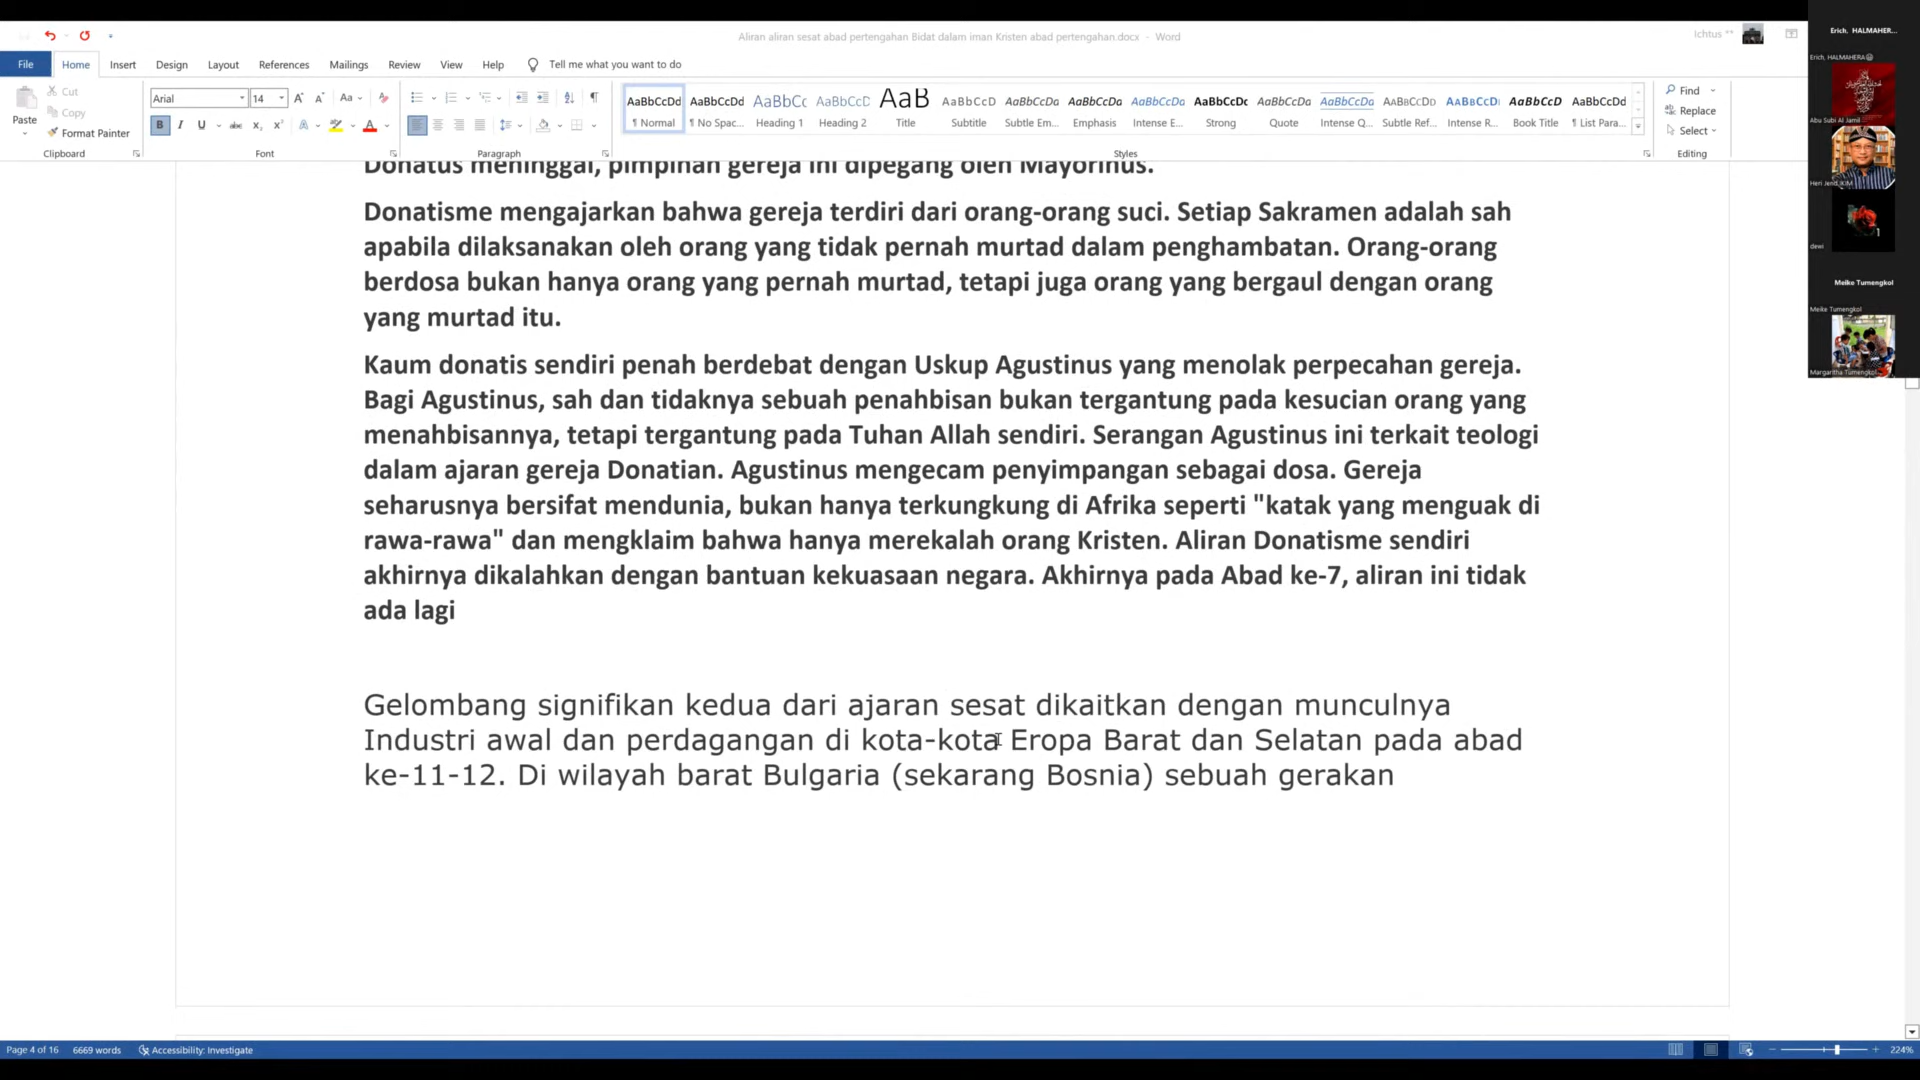 Aliran aliran sesat abad pertengahan Bidat dalam iman Kristen abad pertengahan.docx - Word
Ichtus **
File Home Insert Design Layout References Mailings Review View Help Tell me what you want to do
Paste
Cut
Copy
Format Painter
Clipboard
Arial 14
Font
Paragraph
AaBbCcDd AaBbCcDd AaBbCc AaBbCcD AaB AaBbCcD AaBbCcDa AaBbCcDa AaBbCcDa AaBbCcDc AaBbCcDa AaBbCcDa AaBbCcDd AaBbCcD AaBbCcD AaBbCcDd
¶ Normal ¶ No Spac... Heading 1 Heading 2 Title Subtitle Subtle Em... Emphasis Intense E... Strong Quote Intense Q... Subtle Ref... Intense R... Book Title ¶ List Para...
Styles
Find
Replace
Select
Editing
Donatus meninggal, pimpinan gereja ini dipegang oleh Mayorinus.
Donatisme mengajarkan bahwa gereja terdiri dari orang-orang suci. Setiap Sakramen adalah sah
apabila dilaksanakan oleh orang yang tidak pernah murtad dalam penghambatan. Orang-orang
berdosa bukan hanya orang yang pernah murtad, tetapi juga orang yang bergaul dengan orang
yang murtad itu.
Kaum donatis sendiri penah berdebat dengan Uskup Agustinus yang menolak perpecahan gereja.
Bagi Agustinus, sah dan tidaknya sebuah penahbisan bukan tergantung pada kesucian orang yang
menahbisannya, tetapi tergantung pada Tuhan Allah sendiri. Serangan Agustinus ini terkait teologi
dalam ajaran gereja Donatian. Agustinus mengecam penyimpangan sebagai dosa. Gereja
seharusnya bersifat mendunia, bukan hanya terkungkung di Afrika seperti "katak yang menguak di
rawa-rawa" dan mengklaim bahwa hanya merekalah orang Kristen. Aliran Donatisme sendiri
akhirnya dikalahkan dengan bantuan kekuasaan negara. Akhirnya pada Abad ke-7, aliran ini tidak
ada lagi
Gelombang signifikan kedua dari ajaran sesat dikaitkan dengan munculnya
Industri awal dan perdagangan di kota-kota Eropa Barat dan Selatan pada abad
ke-11-12. Di wilayah barat Bulgaria (sekarang Bosnia) sebuah gerakan
Erich. HALMAHER...
Erich, HALMAHERA
Abu Subi Al Jamil
Heri Jend. KIM
dewi
Meike Tumengkol
Meike Tumengkol
Margaritha Tumengkol
Page 4 of 16 6669 words Accessibility: Investigate
224%